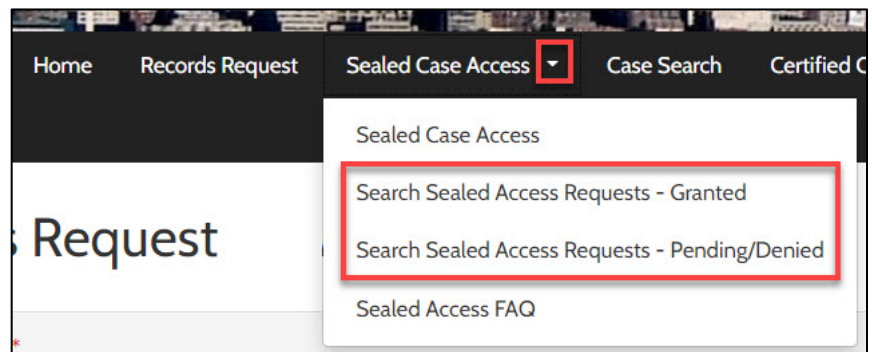 Home Records Request Sealed Case Access Case Search Certified C
Sealed Case Access
Search Sealed Access Requests - Granted
s Request
Search Sealed Access Requests - Pending/Denied
Sealed Access FAQ
*